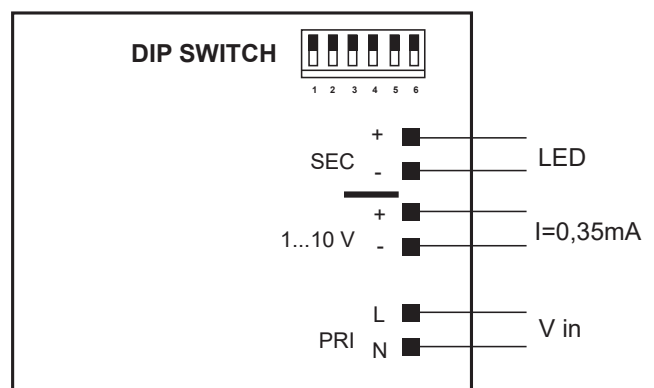 DIP SWITCH
1 2 3 4 5 6
+
SEC
-
LED
+
1...10 V
-
I=0,35mA
L
PRI
N
V in